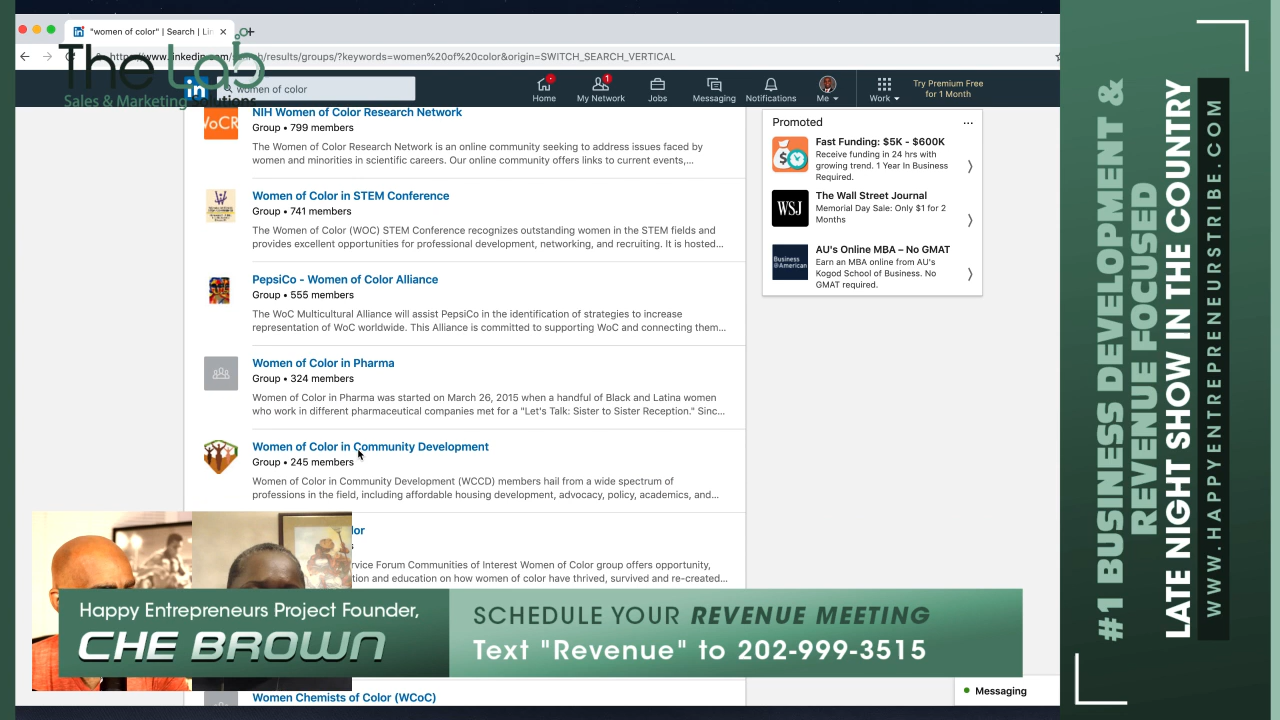 "women of color" | Search | Lin
https://www.linkedin.com/search/results/groups/?keywords=women%20of%20color&origin=SWITCH_SEARCH_VERTICAL
The Lab
Sales & Marketing Solutions
in
women of color
Home
1
My Network
Jobs
Messaging
Notifications
Me
Work
Try Premium Free
for 1 Month
WoCR
NIH Women of Color Research Network
Group • 799 members
The Women of Color Research Network is an online community seeking to address issues faced by
women and minorities in scientific careers. Our online community offers links to current events,...
Women of Color in STEM Conference
Group • 741 members
The Women of Color (WOC) STEM Conference recognizes outstanding women in the STEM fields and
provides excellent opportunities for professional development, networking, and recruiting. It is hosted...
PepsiCo - Women of Color Alliance
Group • 555 members
The WoC Multicultural Alliance will assist PepsiCo in the identification of strategies to increase
representation of WoC worldwide. This Alliance is committed to supporting WoC and connecting them...
Women of Color in Pharma
Group • 324 members
Women of Color in Pharma was started on March 26, 2015 when a handful of Black and Latina women
who work in different pharmaceutical companies met for a "Let's Talk: Sister to Sister Reception." Sinc...
Women of Color in Community Development
Group • 245 members
Women of Color in Community Development (WCCD) members hail from a wide spectrum of
professions in the field, including affordable housing development, advocacy, policy, academics, and...
lor
s
rvice Forum Communities of Interest Women of Color group offers opportunity,
tion and education on how women of color have thrived, survived and re-created...
Women Chemists of Color (WCoC)
Promoted
...
Fast Funding: $5K - $600K
Receive funding in 24 hrs with
growing trend. 1 Year In Business
Required.
WSJ
The Wall Street Journal
Memorial Day Sale: Only $1 for 2
Months
Business
@American
AU's Online MBA – No GMAT
Earn an MBA online from AU's
Kogod School of Business. No
GMAT required.
Messaging
Happy Entrepreneurs Project Founder,
CHE BROWN
SCHEDULE YOUR REVENUE MEETING
Text "Revenue" to 202-999-3515
#1 BUSINESS DEVELOPMENT &
REVENUE FOCUSED
LATE NIGHT SHOW IN THE COUNTRY
WWW.HAPPYENTREPRENEURSTRIBE.COM